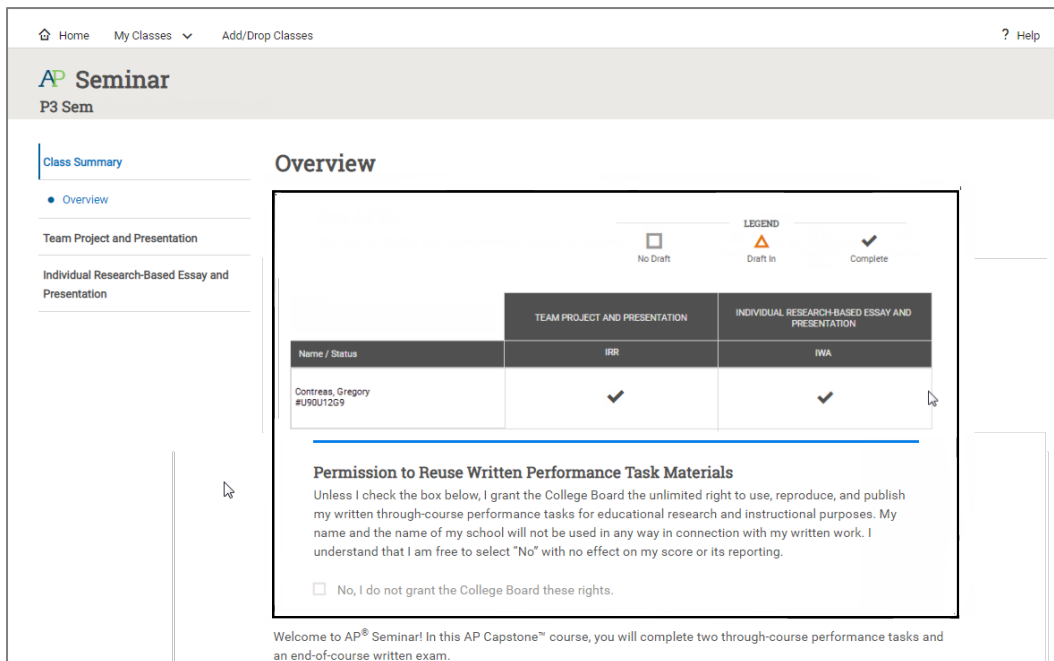 Home My Classes Add/Drop Classes ? Help
AP Seminar
P3 Sem
Class Summary
Overview
Team Project and Presentation
Individual Research-Based Essay and
Presentation
Overview
LEGEND
No Draft Draft In Complete
TEAM PROJECT AND PRESENTATION
INDIVIDUAL RESEARCH-BASED ESSAY AND
PRESENTATION
Name / Status IRR IWA
Contreas, Gregory
#U90U12G9
Permission to Reuse Written Performance Task Materials
Unless I check the box below, I grant the College Board the unlimited right to use, reproduce, and publish
my written through-course performance tasks for educational research and instructional purposes. My
name and the name of my school will not be used in any way in connection with my written work. I
understand that I am free to select "No" with no effect on my score or its reporting.
No, I do not grant the College Board these rights.
Welcome to AP® Seminar! In this AP Capstone™ course, you will complete two through-course performance tasks and
an end-of-course written exam.